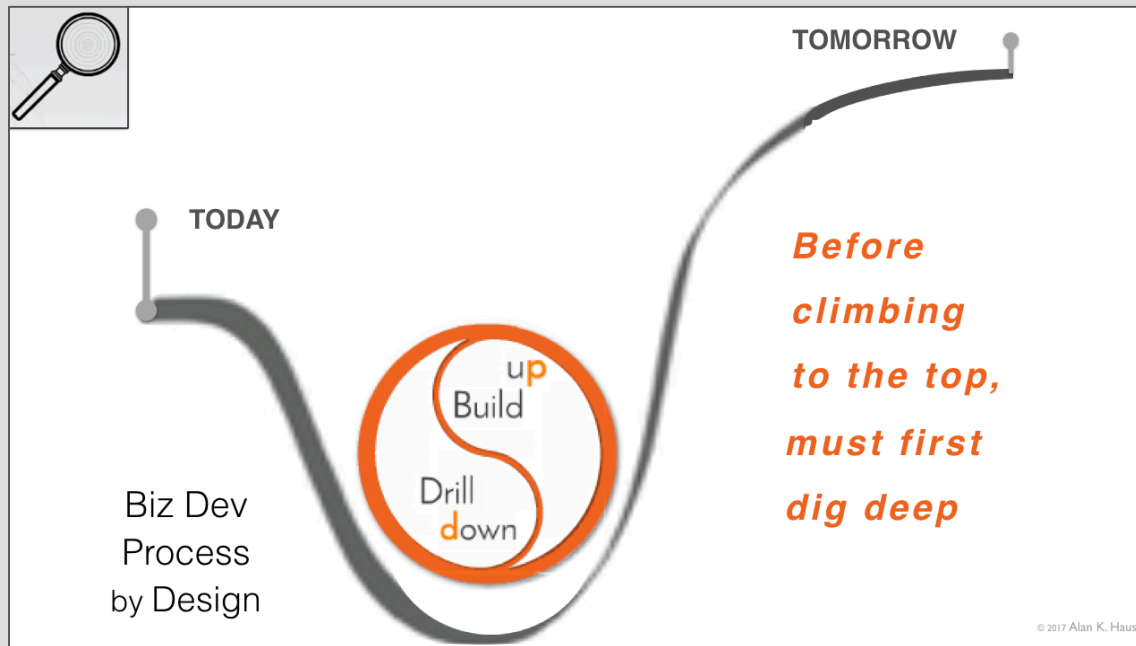 TOMORROW
TODAY
Before
climbing
to the top,
must first
dig deep
up
Build
Drill
down
Biz Dev
Process
by Design
© 2017 Alan K. Haus